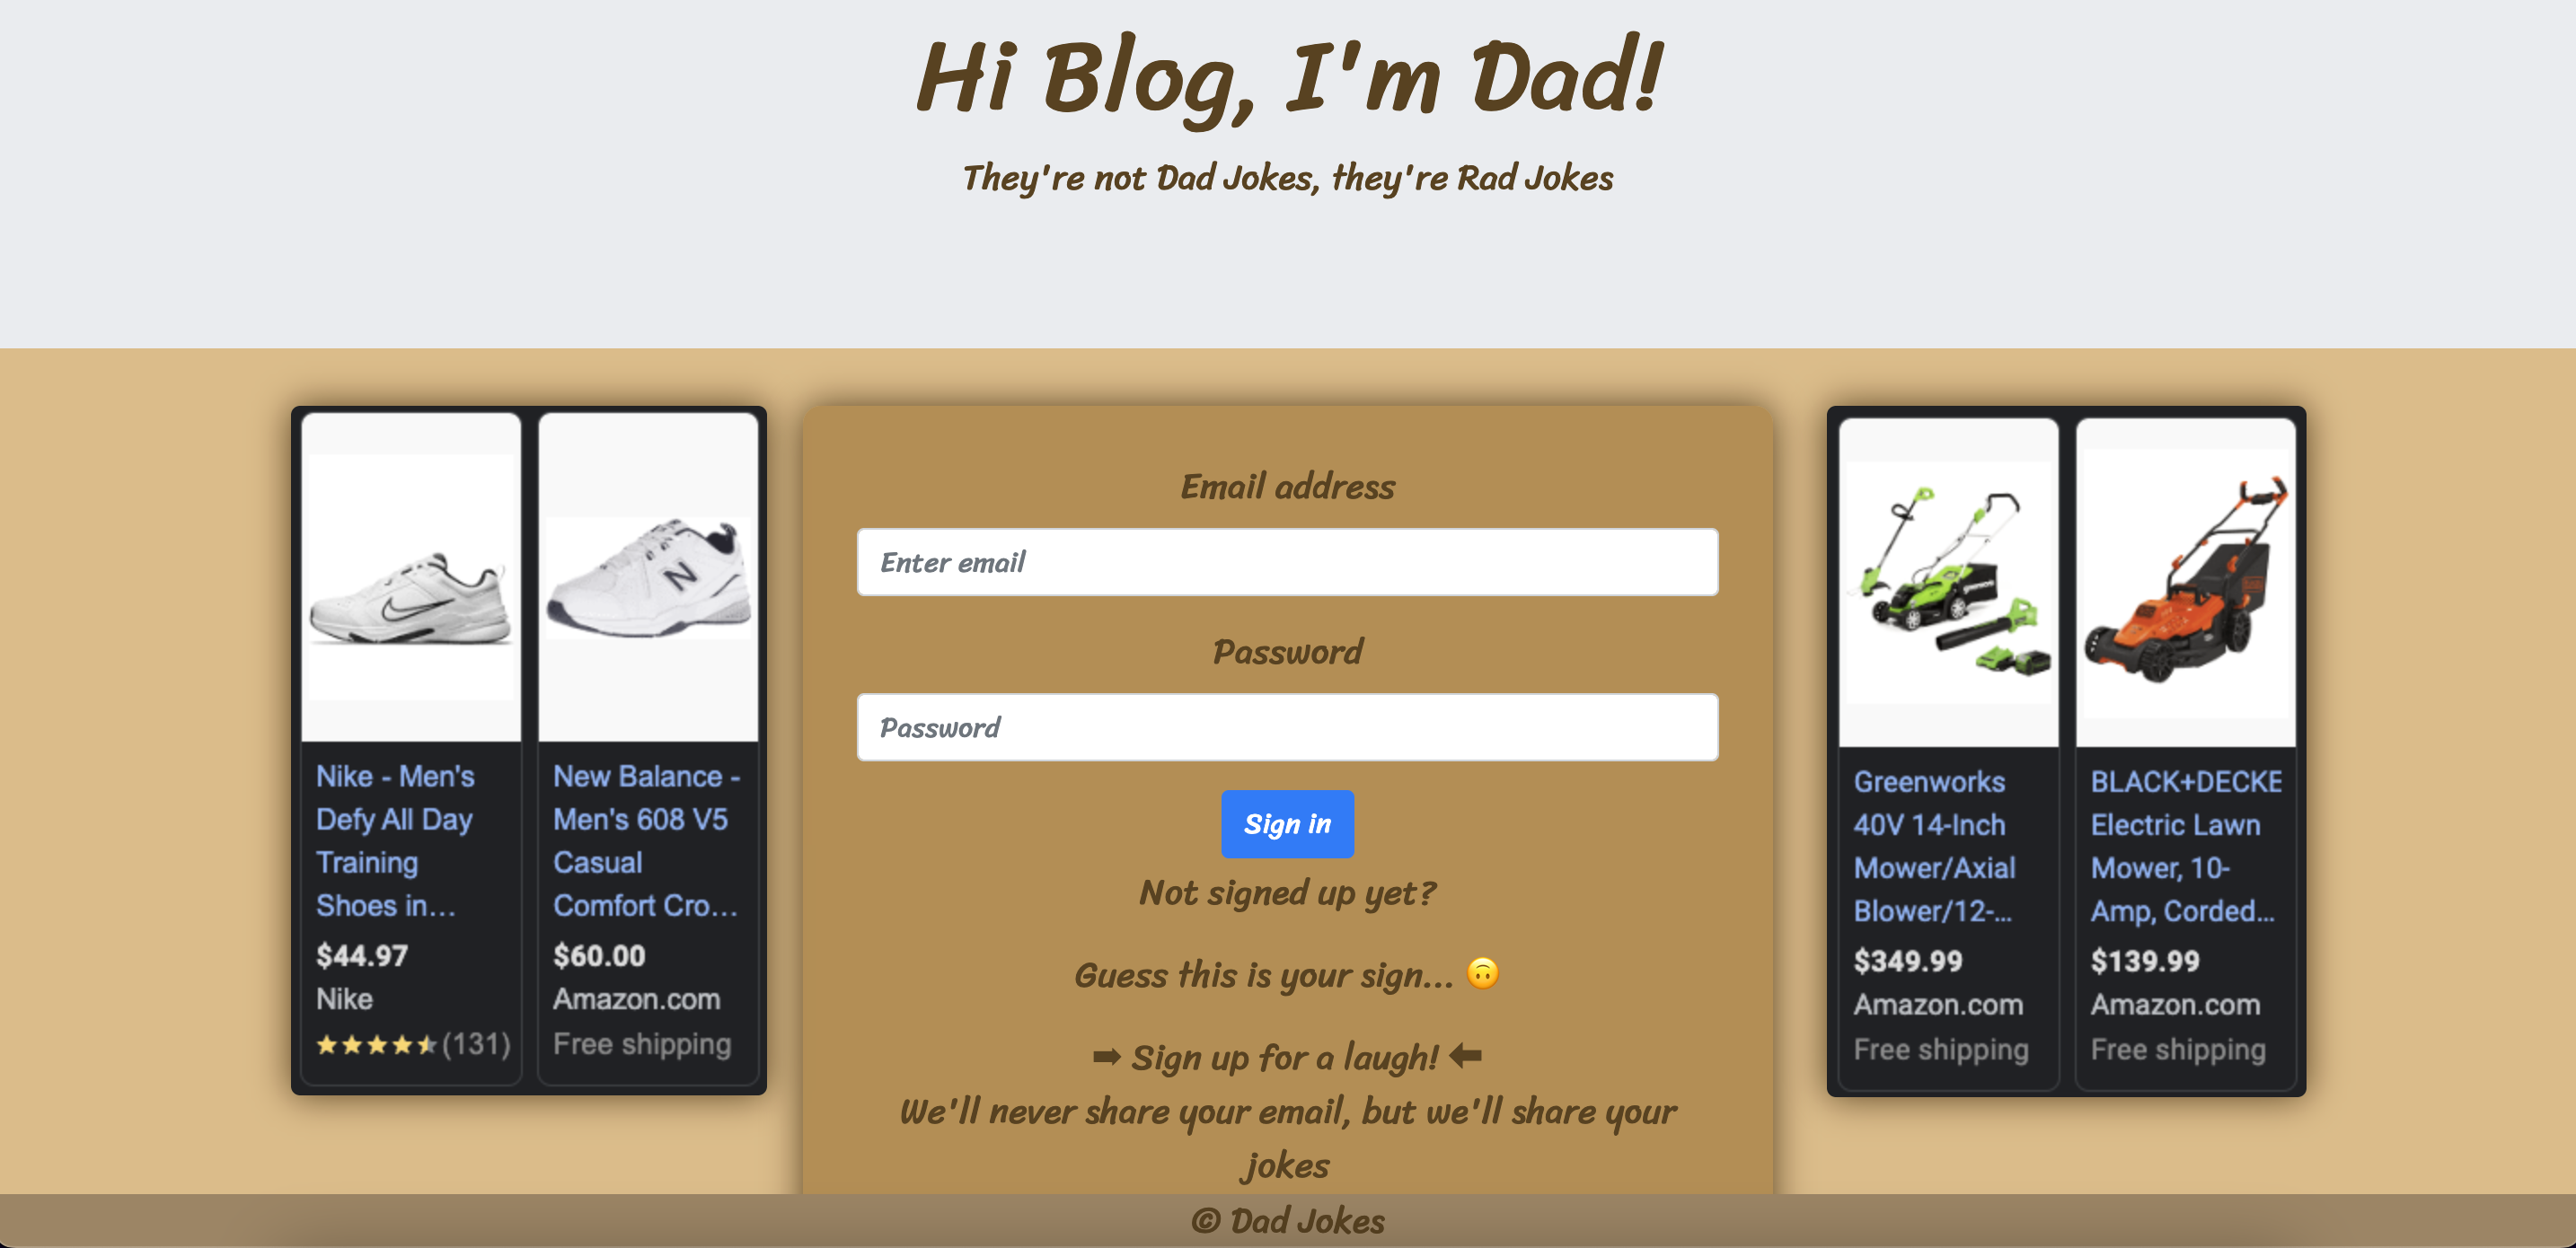 Hi Blog, I'm Dad!
They're not Dad Jokes, they're Rad Jokes
Nike - Men's
Defy All Day
Training
Shoes in...
$44.97
Nike
(131)
N
New Balance -
Men's 608 V5
Casual
Comfort Cro...
$60.00
Amazon.com
Free shipping
Email address
Enter email
Password
Password
Sign in
Not signed up yet?
Guess this is your sign... 🙃
➡ Sign up for a laugh! ⬅
We'll never share your email, but we'll share your
jokes
Greenworks
40V 14-Inch
Mower/Axial
Blower/12-...
$349.99
Amazon.com
Free shipping
BLACK+DECKE
Electric Lawn
Mower, 10-
Amp, Corded...
$139.99
Amazon.com
Free shipping
© Dad Jokes